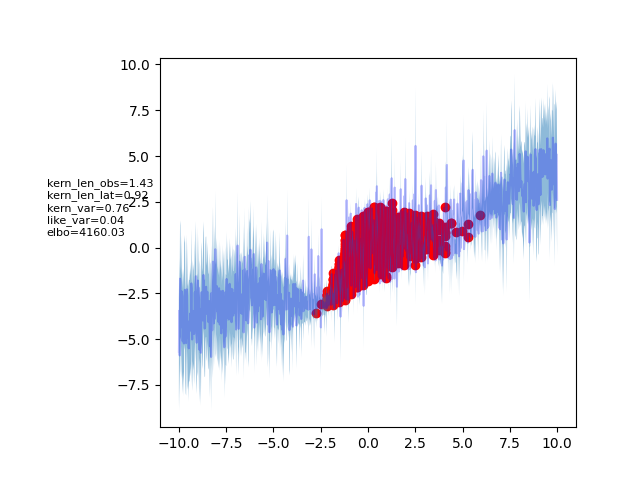 10.0
7.5
5.0
kern_len_obs=1.43
kern_len_lat=0.92
2.5
kern_var=0.76
like_var=0.04
elbo=4160.03
0.0
−2.5
−5.0
−7.5
−10.0 −7.5 −5.0 −2.5 0.0 2.5 5.0 7.5 10.0